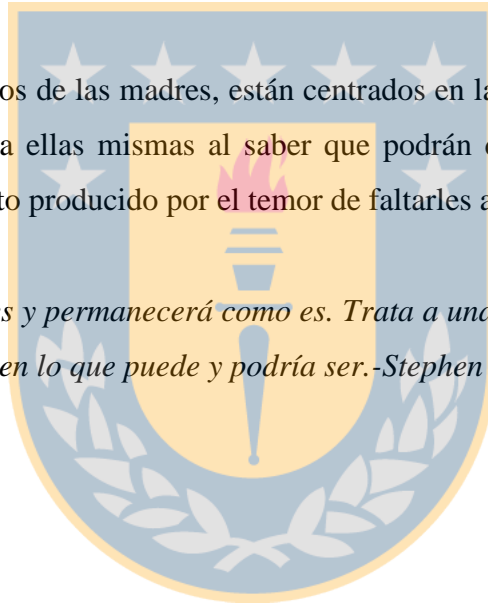 os de las madres, están centrados en la
a ellas mismas al saber que podrán
to producido por el temor de faltarles a
s y permanecerá como es. Trata a una
en lo que puede y podría ser.-Stephen